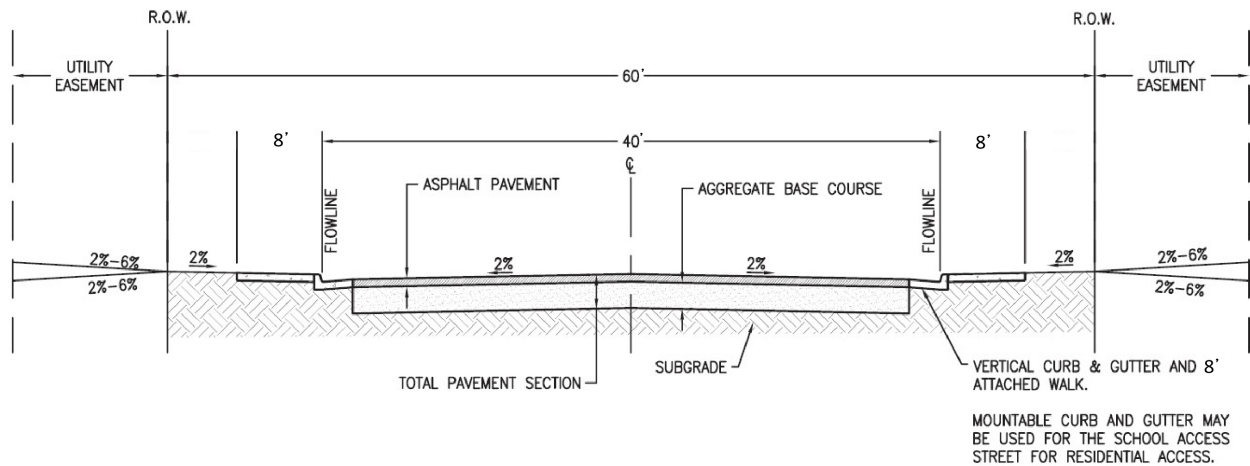 R.O.W.
R.O.W.
UTILITY
EASEMENT
60'
UTILITY
EASEMENT
8'
40'
8'
℄
ASPHALT PAVEMENT
AGGREGATE BASE COURSE
FLOWLINE
FLOWLINE
2%-6%
2%
2%
2%
2%
2%-6%
2%-6%
2%-6%
SUBGRADE
TOTAL PAVEMENT SECTION
VERTICAL CURB & GUTTER AND 8'
ATTACHED WALK.
MOUNTABLE CURB AND GUTTER MAY
BE USED FOR THE SCHOOL ACCESS
STREET FOR RESIDENTIAL ACCESS.